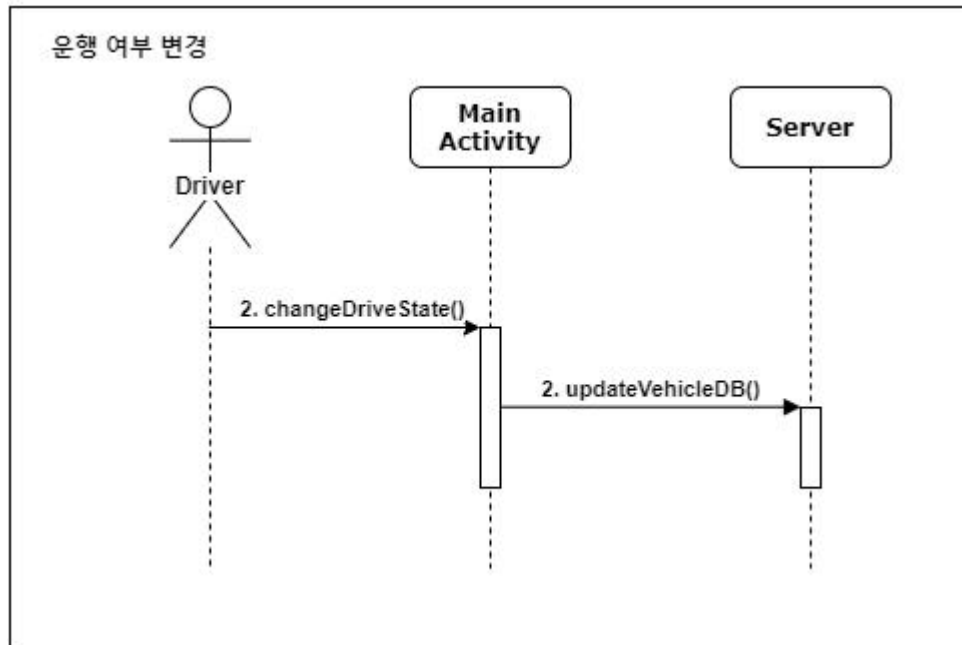 운행 여부 변경
Main
Activity
Server
Driver
2. changeDriveState()
2. updateVehicleDB()